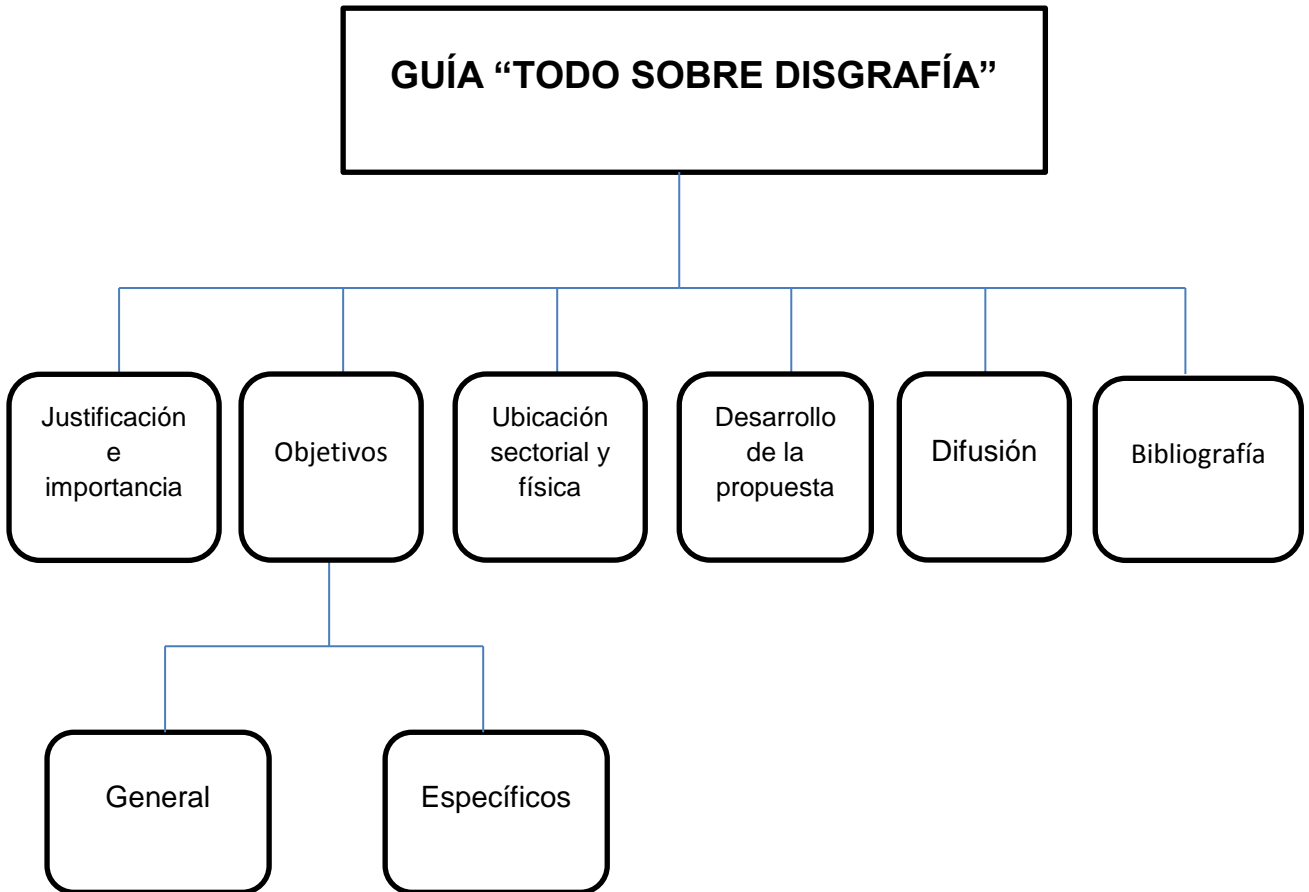 GUÍA “TODO SOBRE DISGRAFÍA”
Justificación
e
importancia
Objetivos
Ubicación
sectorial y
física
Desarrollo
de la
propuesta
Difusión
Bibliografía
General
Específicos